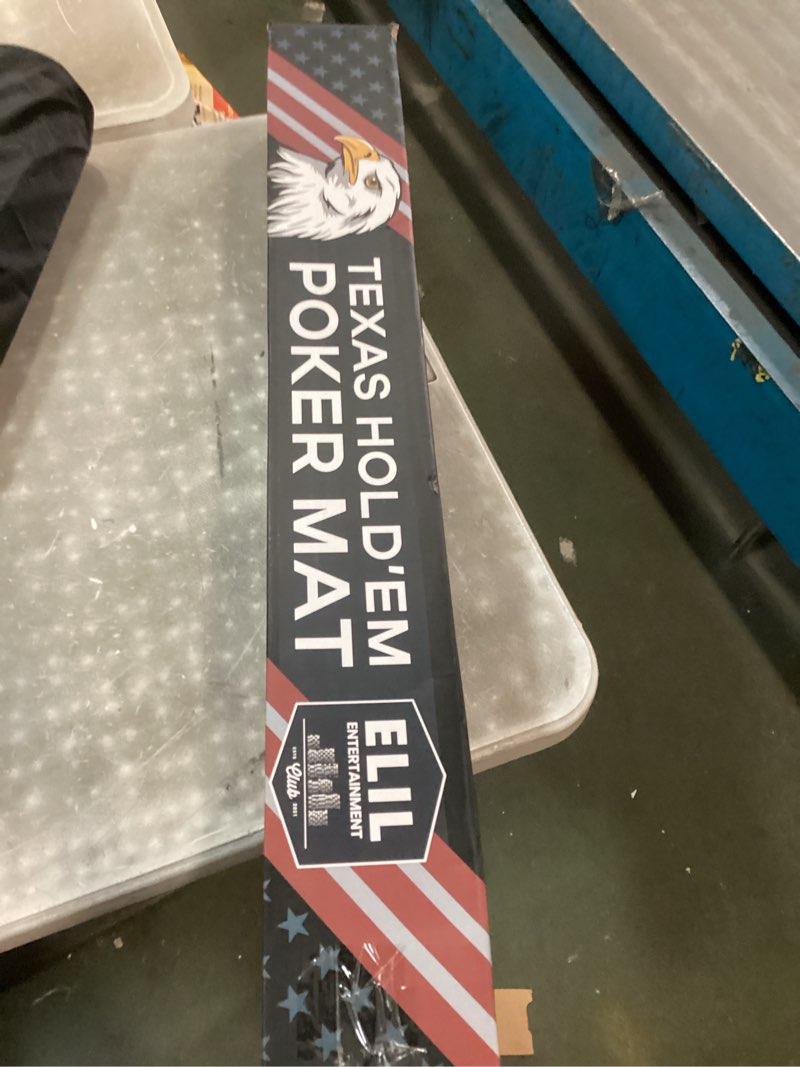 TEXAS HOLD'EM
POKER MAT
ELIL
ENTERTAINMENT
Club